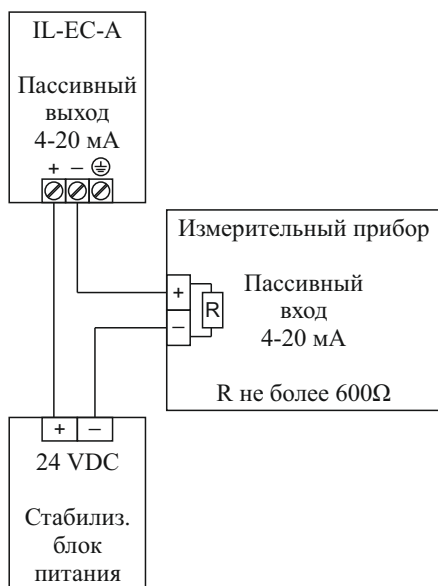 IL-EC-A
Пассивный
выход
4-20 мА
+ −
Измерительный прибор
+
R
−
Пассивный
вход
4-20 мА
R не более 600Ω
+ −
24 VDC
Стабилиз.
блок
питания